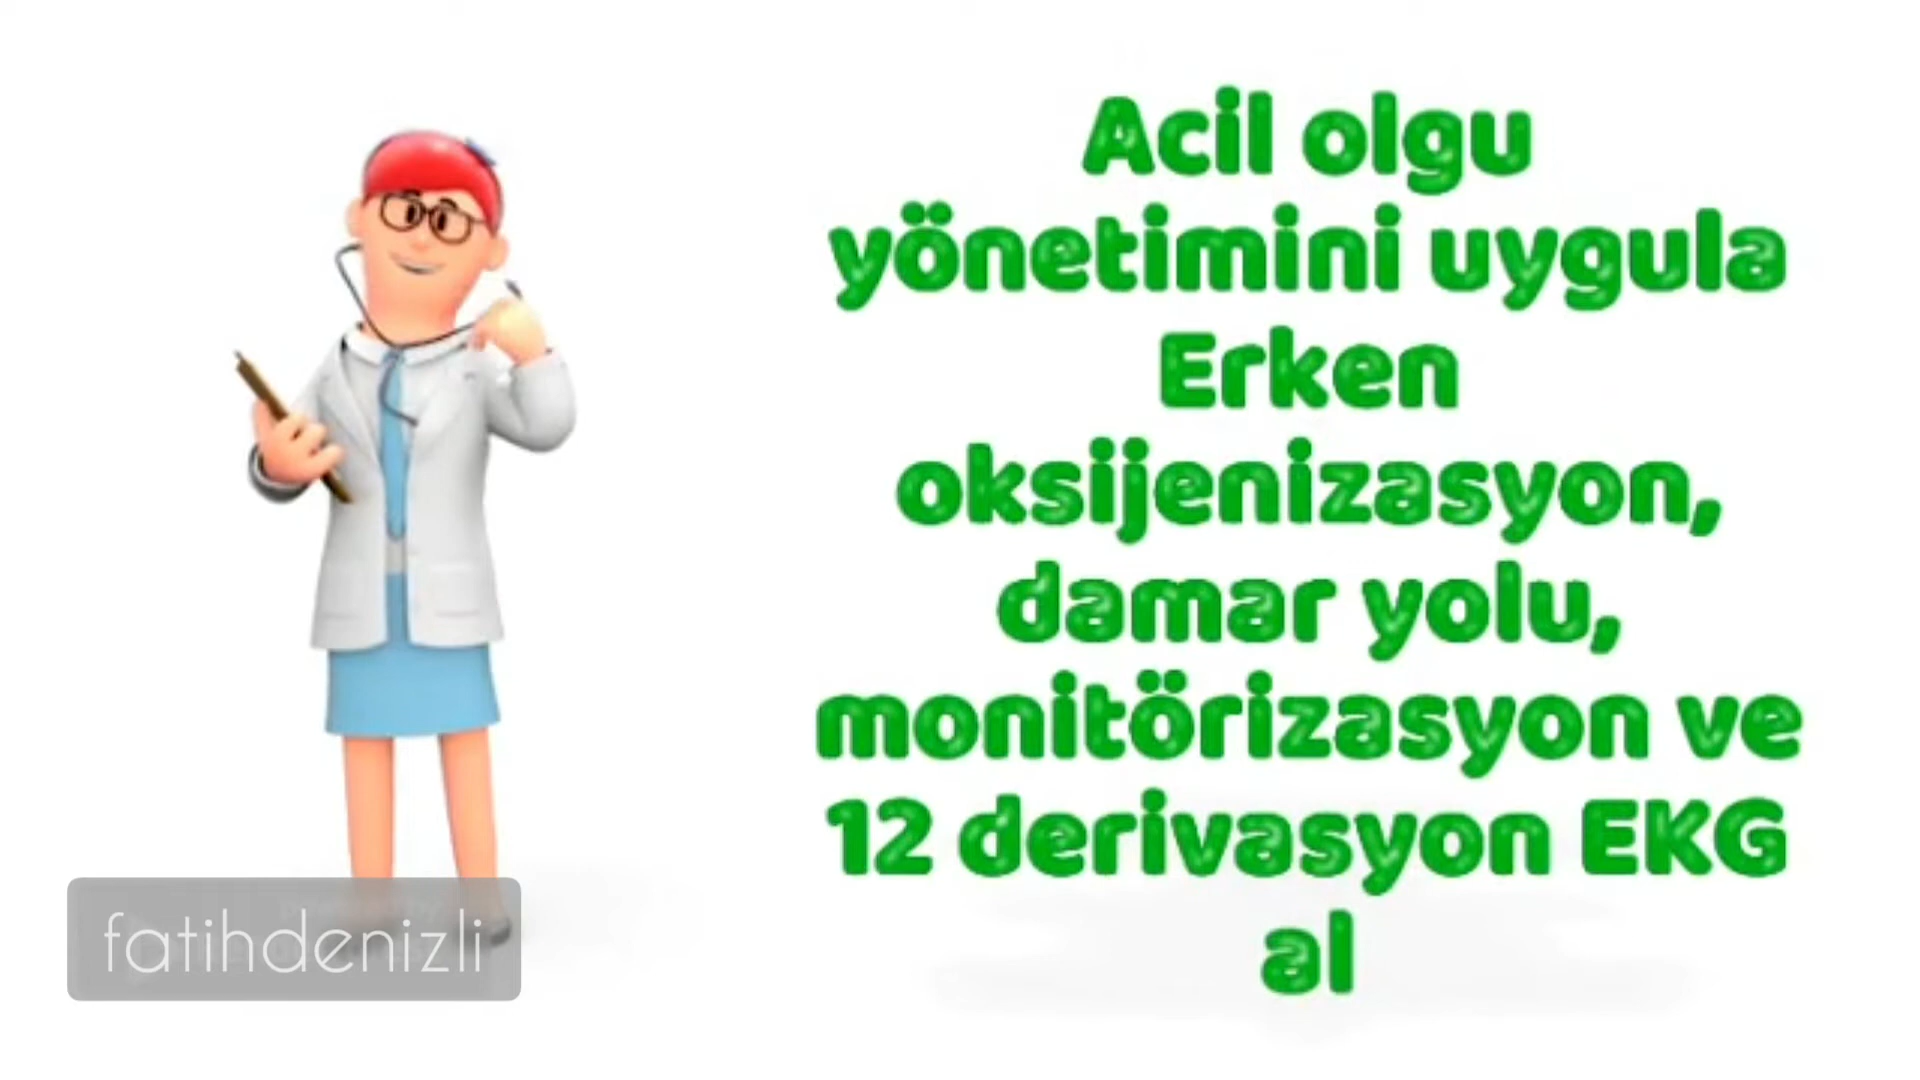 Acil olgu
yönetimini uygula
Erken
oksijenizasyon,
damar yolu,
monitörizasyon ve
12 derivasyon EKG
al
fatihdenizli